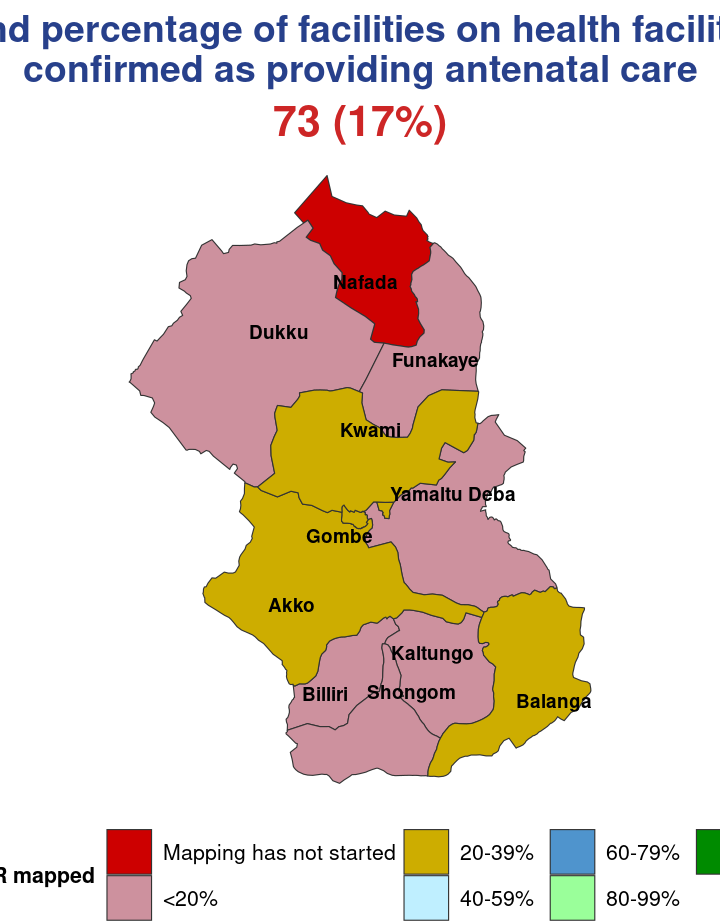 percentage of facilities on health
confirmed as providing antenatal care
73 (17%)
Nafada
Dukku
Funakaye
Kwami
Yamaltu Deba
Gombe
Akko
Kaltungo
Billiri
Shongom
Balanga
mapped
Mapping has not started
<20%
20-39%
40-59%
60-79%
80-99%